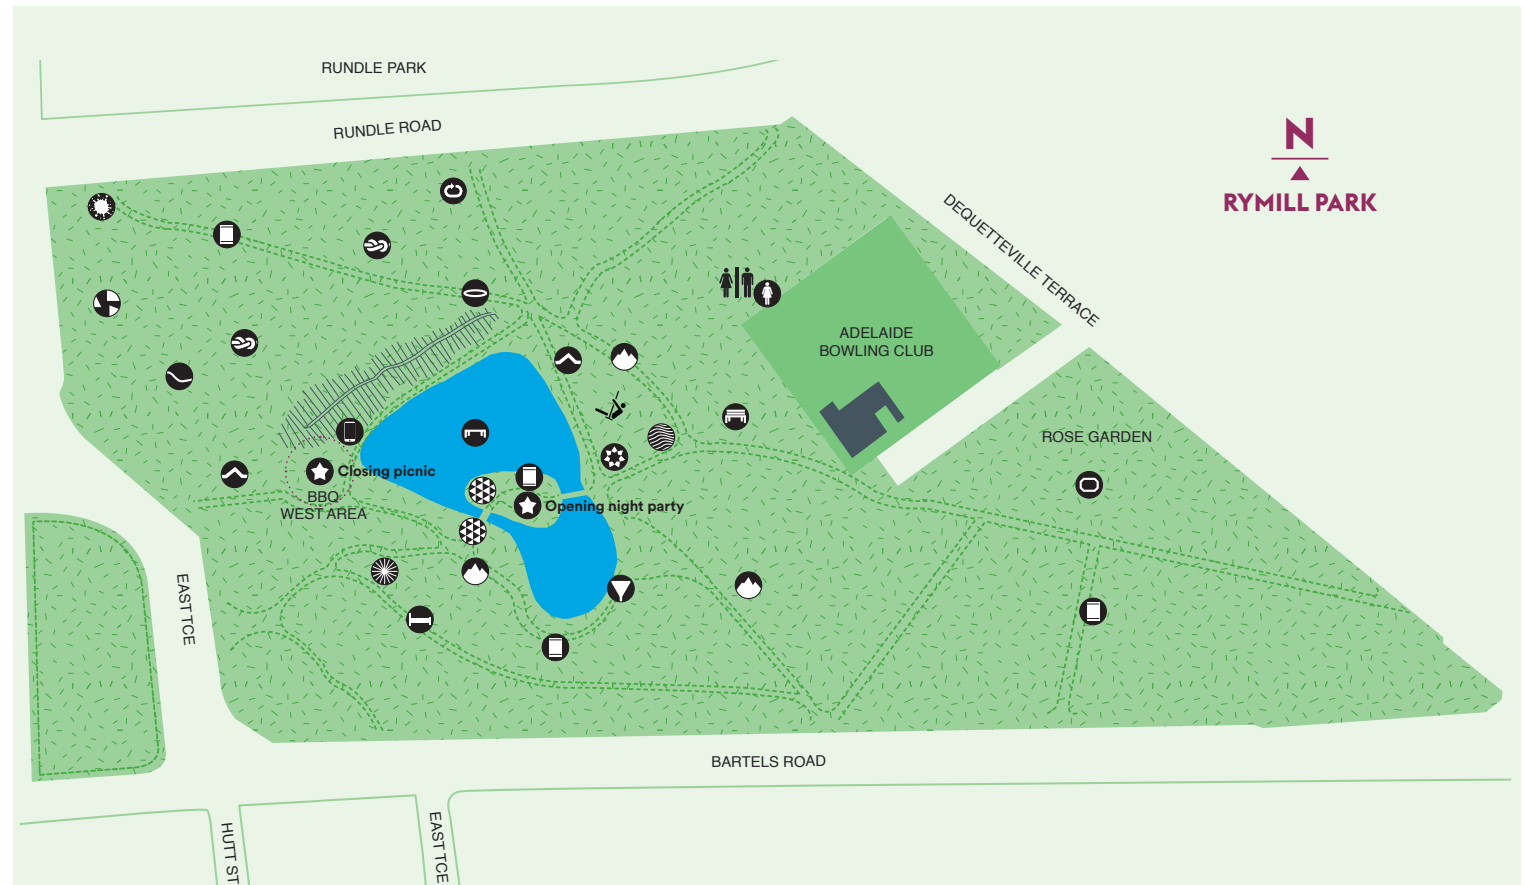 RUNDLE PARK
RUNDLE ROAD
N
RYMILL PARK
DEQUETTEVILLE TERRACE
ADELAIDE
BOWLING CLUB
ROSE GARDEN
Closing picnic
BBQ
WEST AREA
Opening night party
EAST TCE
BARTELS ROAD
HUTT ST
EAST TCE